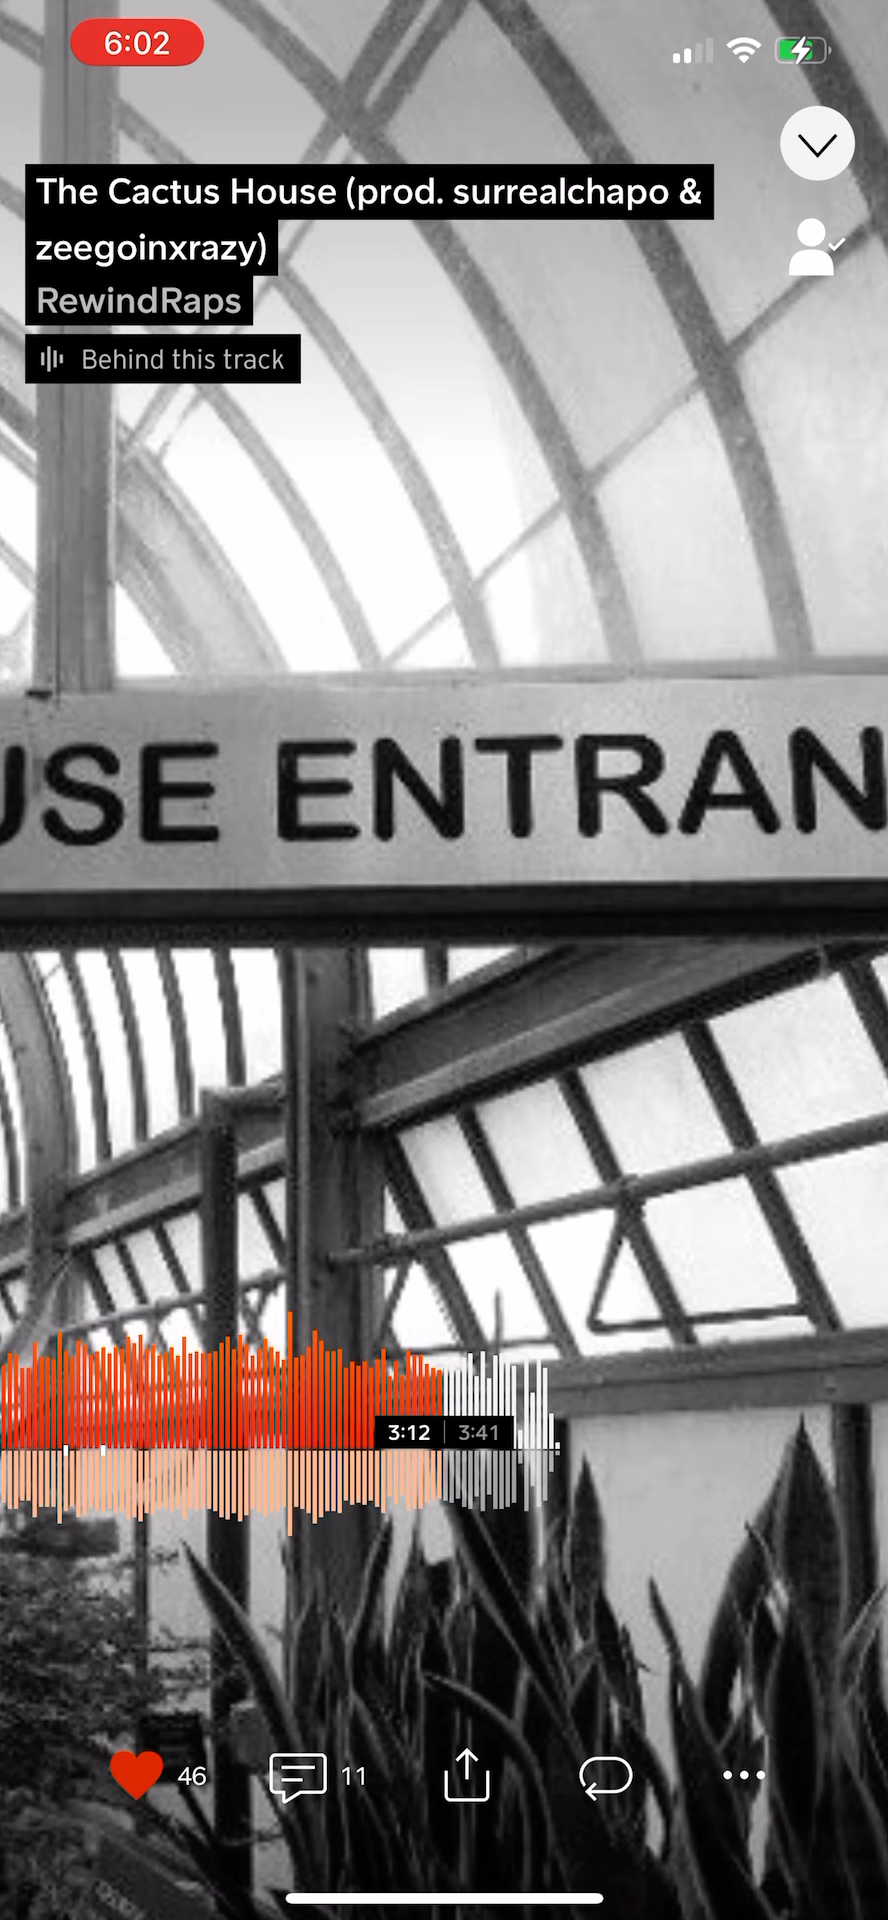 6:02
The Cactus House (prod. surrealchapo &
zeegoinxrazy)
RewindRaps
Behind this track
USE ENTRAN
3:12 3:41
46 11